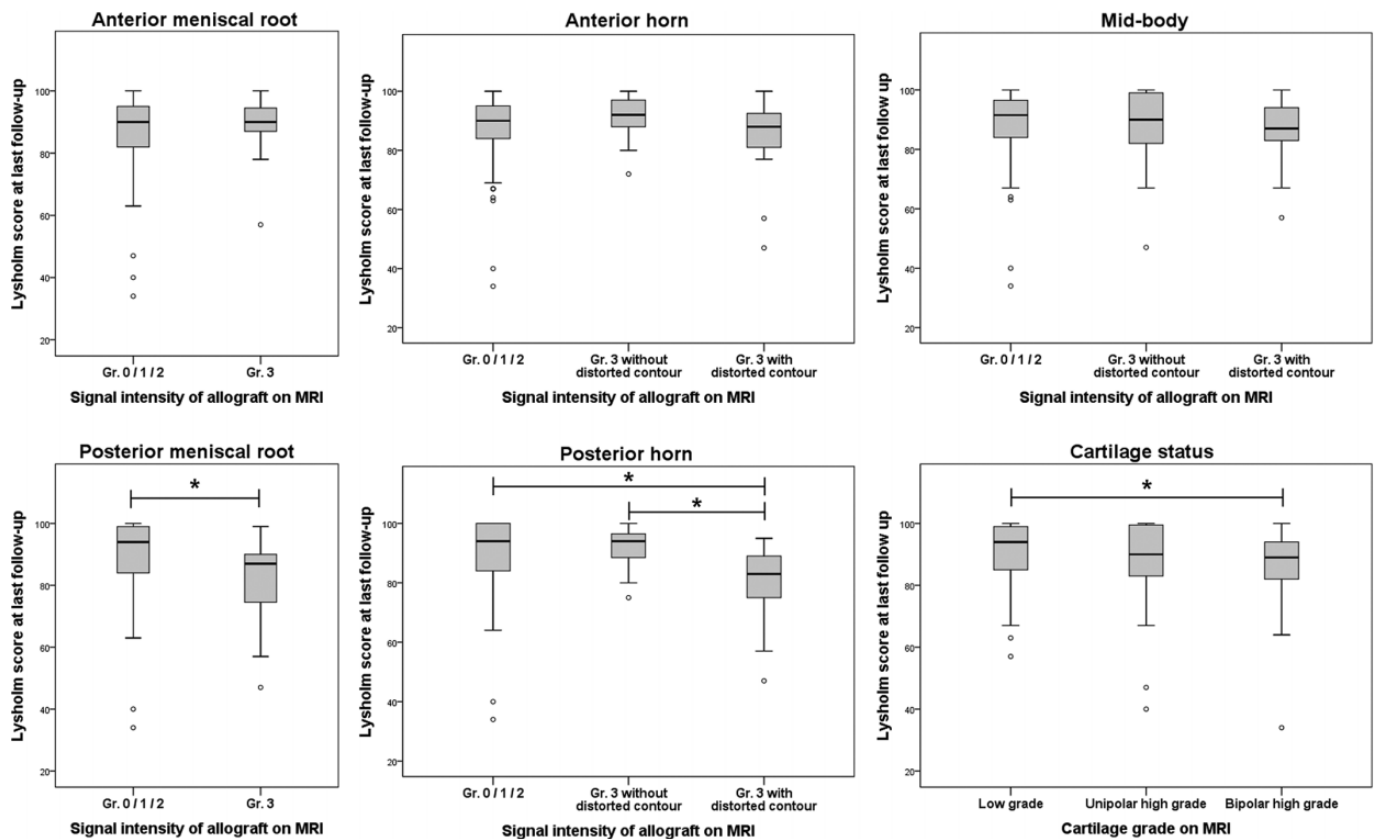 Anterior meniscal root
Lysholm score at last follow-up
100
80
60
40
20
Gr. 0 / 1 / 2
Gr. 3
Signal intensity of allograft on MRI
Anterior horn
Lysholm score at last follow-up
100
80
60
40
20
Gr. 0 / 1 / 2
Gr. 3 without
distorted contour
Gr. 3 with
distorted contour
Signal intensity of allograft on MRI
Mid-body
Lysholm score at last follow up
100
80
60
40
20
Gr. 0 / 1 / 2
Gr. 3 without
distorted contour
Gr. 3 with
distorted contour
Signal intensity of allograft on MRI
Posterior meniscal root
*
Lysholm score at last follow-up
100
80
60
40
20
Gr. 0 / 1 / 2
Gr. 3
Signal intensity of allograft on MRI
Posterior horn
*
*
Lysholm score at last follow-up
100
80
60
40
20
Gr. 0 / 1 / 2
Gr. 3 without
distorted contour
Gr. 3 with
distorted contour
Signal intensity of allograft on MRI
Cartilage status
*
Lysholm score at last follow up
100
80
60
40
20
Low grade
Unipolar high grade
Bipolar high grade
Cartilage grade on MRI